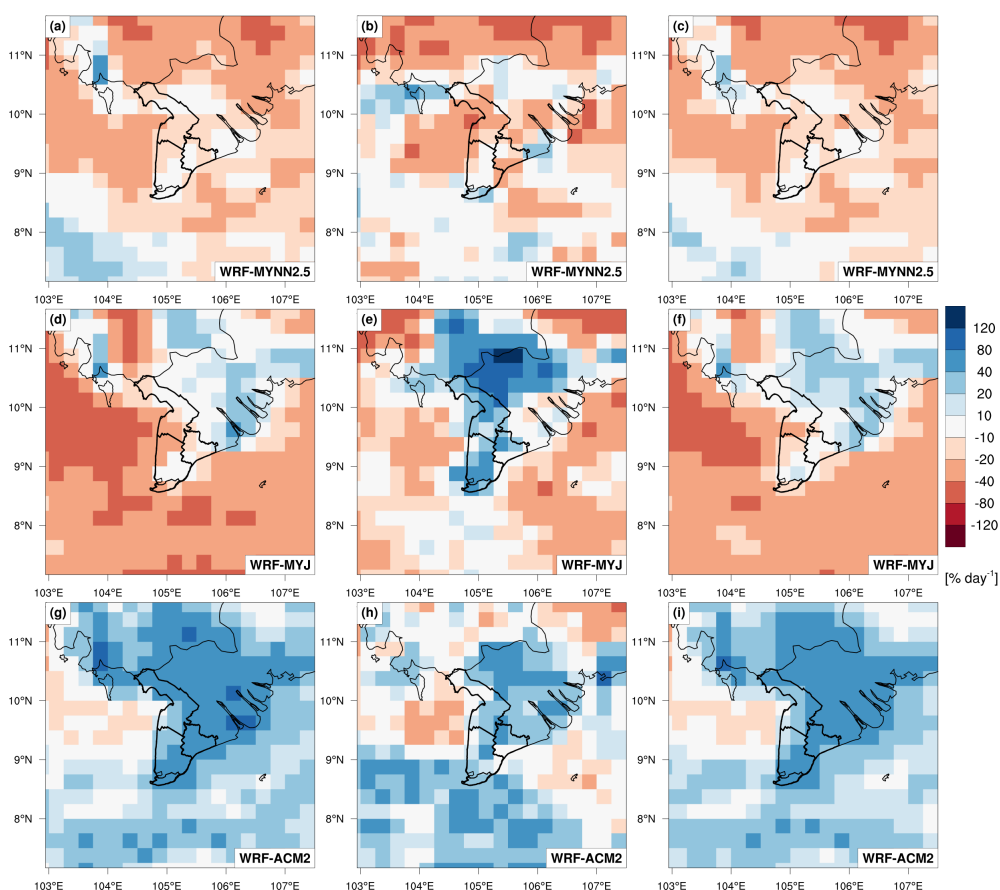 (a) (b) (c)
11°N
10°N
9°N
8°N
WRF-MYNN2.5 WRF-MYNN2.5 WRF-MYNN2.5
103°E 104°E 105°E 106°E 107°E 103°E 104°E 105°E 106°E 107°E 103°E 104°E 105°E 106°E 107°E
(d) (e) (f)
11°N
10°N
9°N
8°N
WRF-MYJ WRF-MYJ WRF-MYJ
103°E 104°E 105°E 106°E 107°E 103°E 104°E 105°E 106°E 107°E 103°E 104°E 105°E 106°E 107°E
120
80
40
20
10
-10
-20
-40
-80
-120
[% day⁻¹]
(g) (h) (i)
11°N
10°N
9°N
8°N
WRF-ACM2 WRF-ACM2 WRF-ACM2
103°E 104°E 105°E 106°E 107°E 103°E 104°E 105°E 106°E 107°E 103°E 104°E 105°E 106°E 107°E